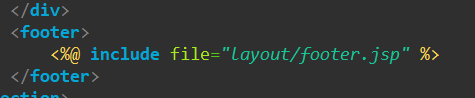 </div>
<footer>
<%@ include file="layout/footer.jsp" %>
</footer>